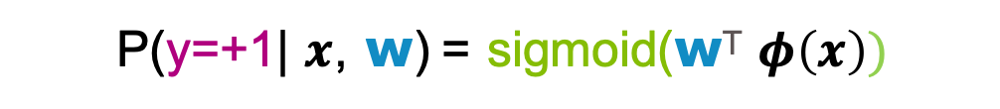 P(y=+1| x, w) = sigmoid(wᵀ ϕ(x))